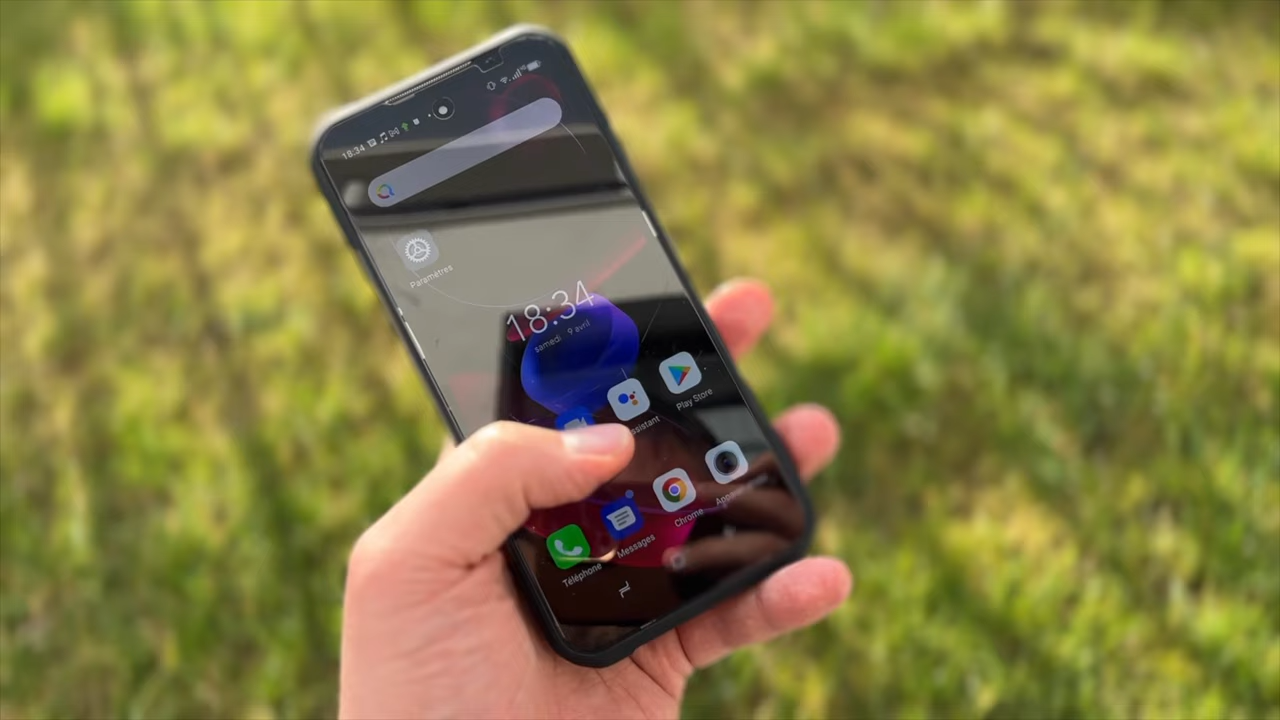 18:34
Paramètres
18:34
samedi 9 avril
Play Store
Chrome
Messages
Téléphone